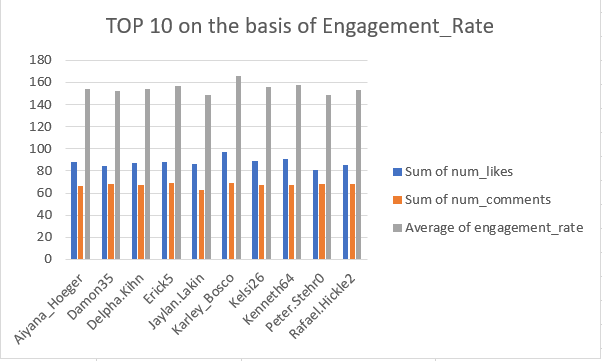 TOP 10 on the basis of Engagement_Rate
180
160
140
120
100
80
60
40
20
0
Aiyana_Hoeger
Damon35
Delpha.Kihn
Erick5
Jaylan.Lakin
Karley_Bosco
Kelsi26
Kenneth64
Peter.Stehr0
Rafael.Hickle2
Sum of num_likes
Sum of num_comments
Average of engagement_rate